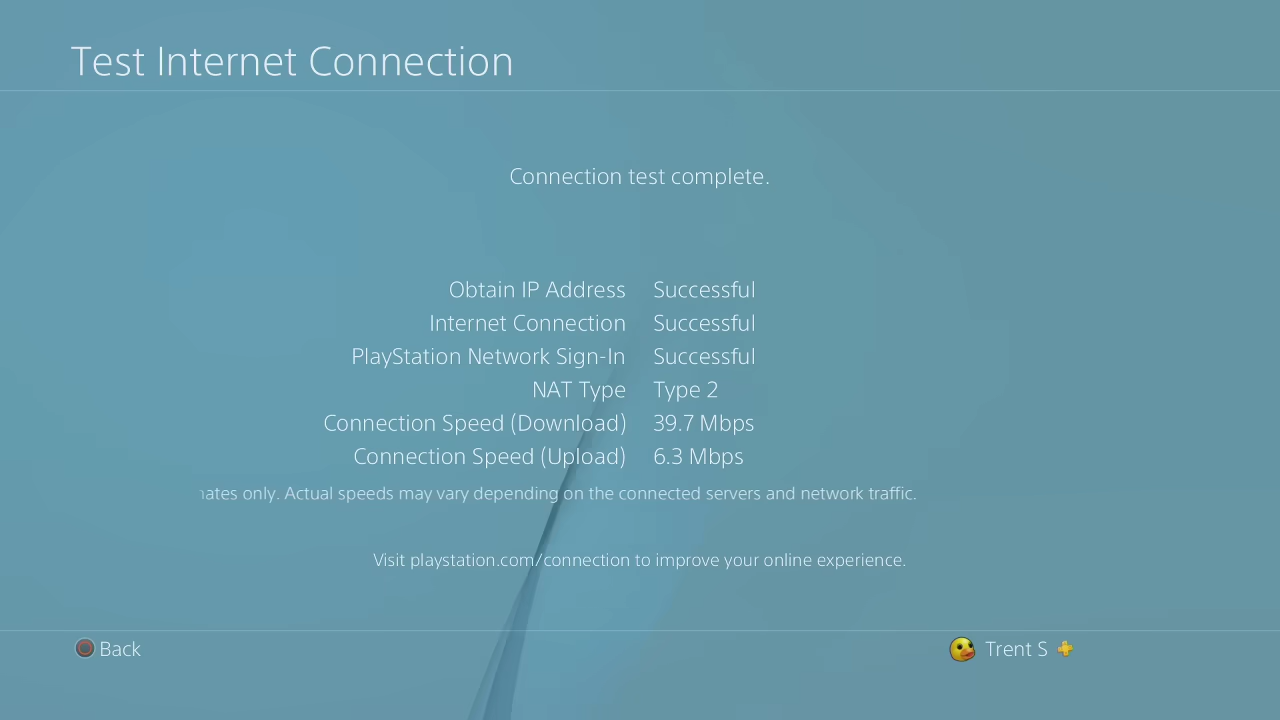 Test Internet Connection
Connection test complete.
Obtain IP Address Successful
Internet Connection Successful
PlayStation Network Sign-In Successful
NAT Type Type 2
Connection Speed (Download) 39.7 Mbps
Connection Speed (Upload) 6.3 Mbps
only. Actual speeds may vary depending on the connected servers and network traffic.
Visit playstation.com/connection to improve your online experience.
Back Trent S